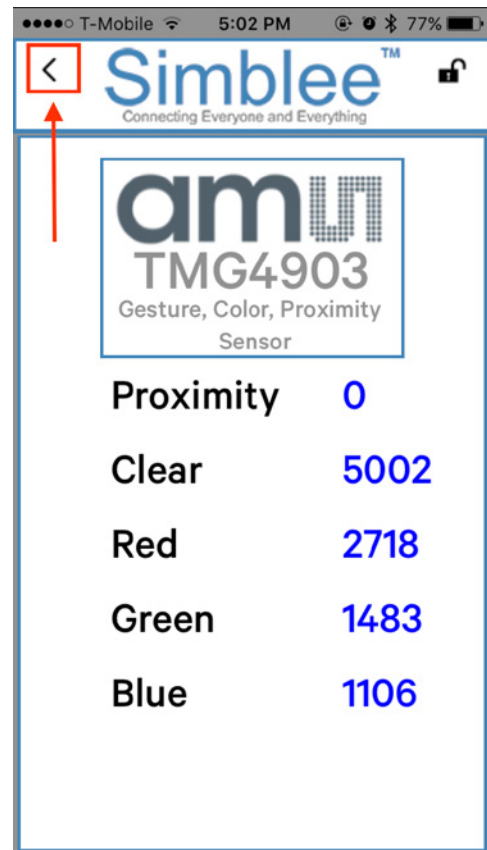 T-Mobile 5:02 PM 77%
Simblee™
Connecting Everyone and Everything
amu
TMG4903
Gesture, Color, Proximity
Sensor
Proximity 0
Clear 5002
Red 2718
Green 1483
Blue 1106